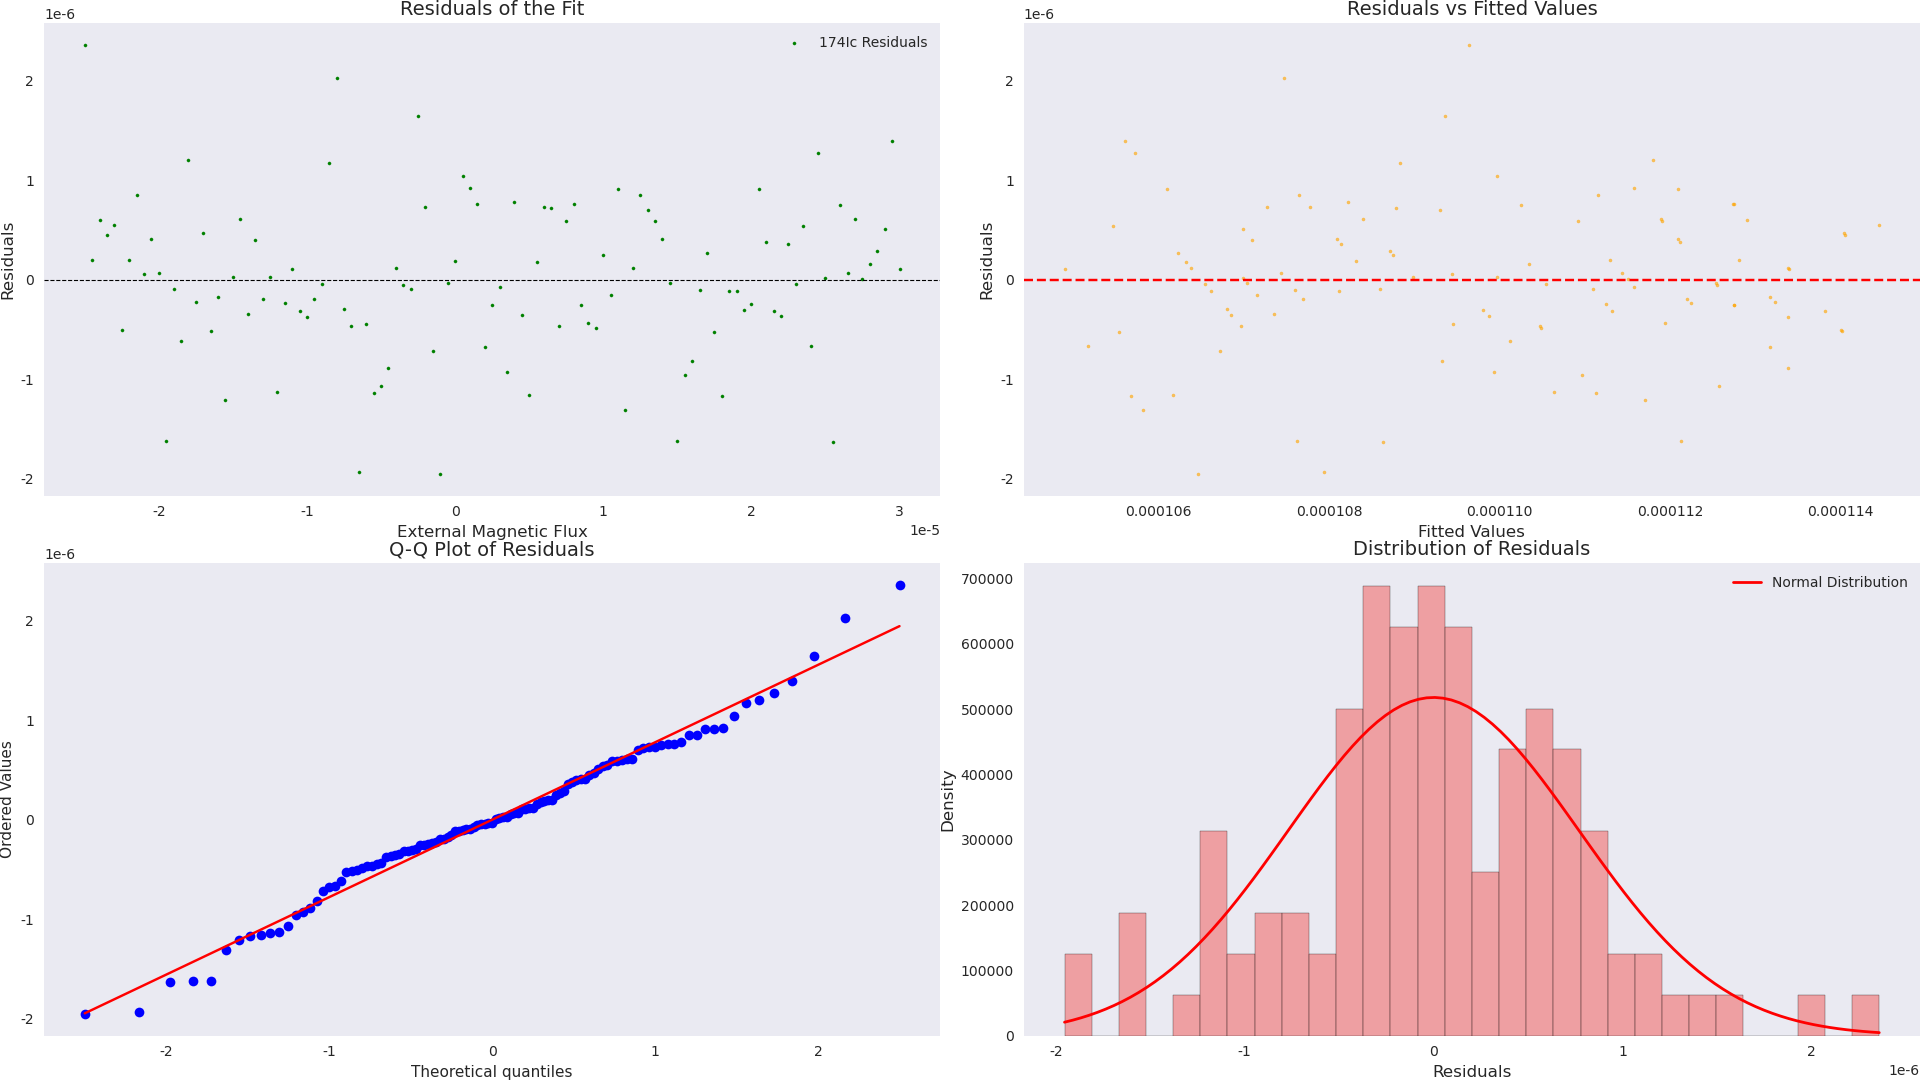 Residuals of the Fit
1e-6
174Ic Residuals
2
1
0
-1
-2
Residuals
-2
-1
0
1
2
3
1e-5
External Magnetic Flux
Residuals vs Fitted Values
1e-6
2
1
0
-1
-2
Residuals
0.000106
0.000108
0.000110
0.000112
0.000114
Fitted Values
Q-Q Plot of Residuals
1e-6
2
1
0
-1
-2
Ordered Values
-2
-1
0
1
2
Theoretical quantiles
Distribution of Residuals
Normal Distribution
700000
600000
500000
400000
300000
200000
100000
0
Density
-2
-1
0
1
2
1e-6
Residuals